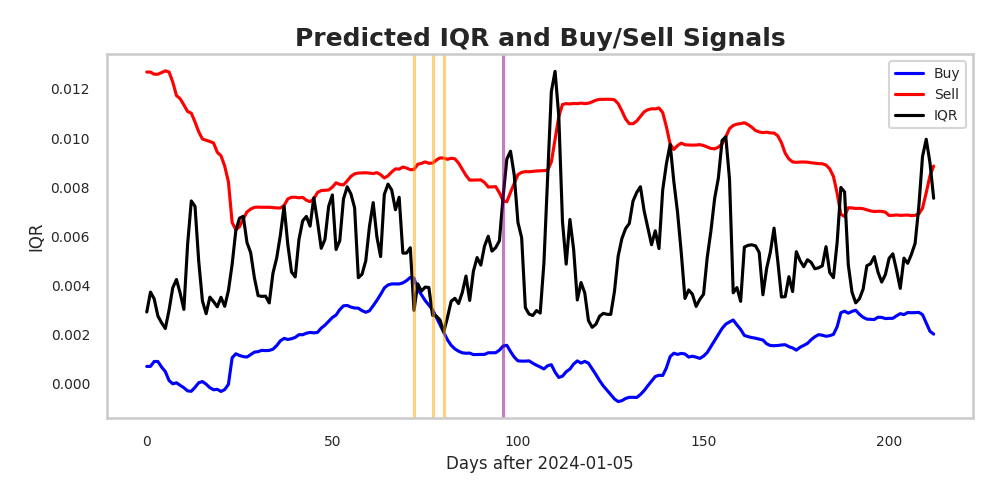 Predicted IQR and Buy/Sell Signals
Buy
Sell
IQR
IQR
0.012
0.010
0.008
0.006
0.004
0.002
0.000
0 50 100 150 200
Days after 2024-01-05